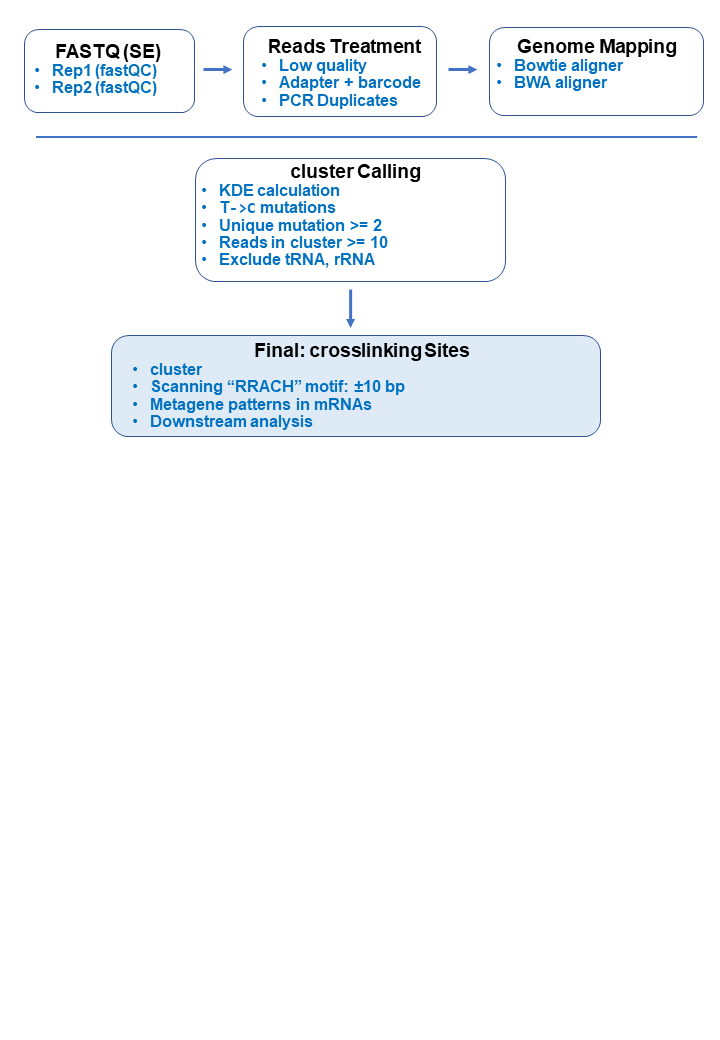 FASTQ (SE)
• Rep1 (fastQC)
• Rep2 (fastQC)
Reads Treatment
• Low quality
• Adapter + barcode
• PCR Duplicates
Genome Mapping
• Bowtie aligner
• BWA aligner
cluster Calling
• KDE calculation
• T->C mutations
• Unique mutation >= 2
• Reads in cluster >= 10
• Exclude tRNA, rRNA
Final: crosslinking Sites
• cluster
• Scanning “RRACH” motif: ±10 bp
• Metagene patterns in mRNAs
• Downstream analysis